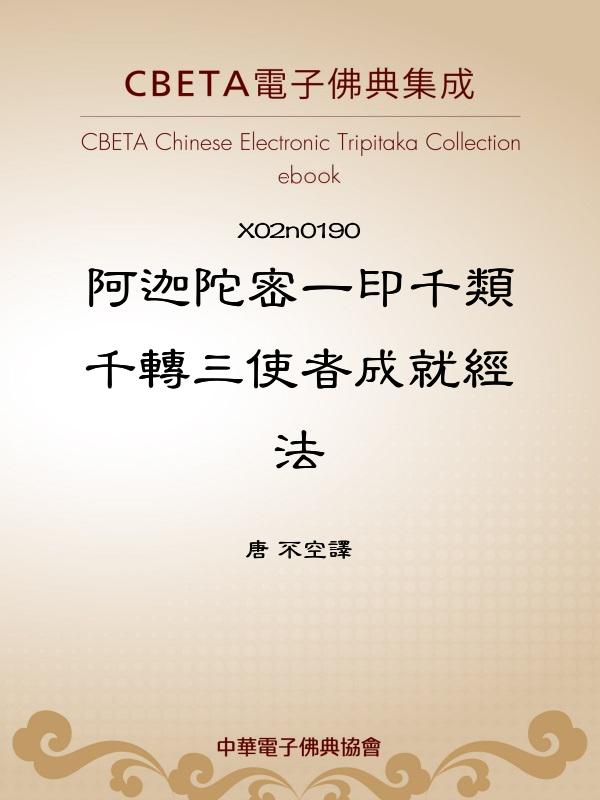 CBETA電子佛典集成
CBETA Chinese Electronic Tripitaka Collection
ebook
X02n0190
阿迦陀密一印千類
千轉三使者成就經
法
唐 不空譯
中華電子佛典協會